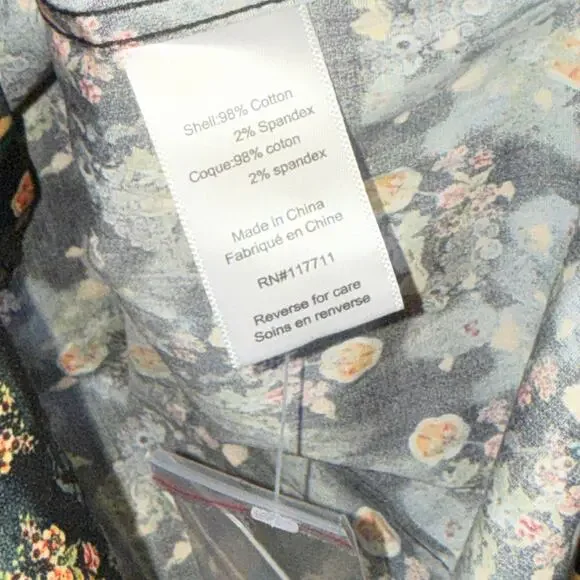 Shell:98% Cotton
2% Spandex
Coque:98% coton
2% spandex
Made in China
Fabriqué en Chine
RN#117711
Reverse for care
Soins en renverse